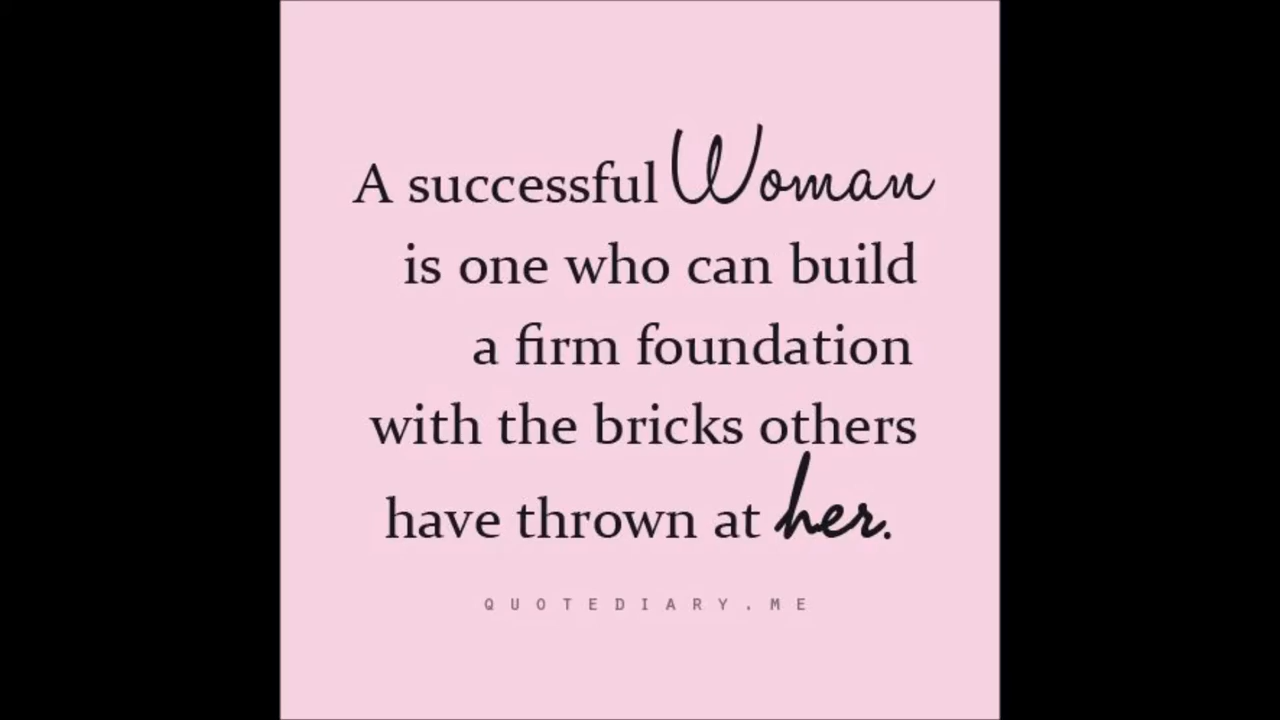 A successful Woman
is one who can build
a firm foundation
with the bricks others
have thrown at her.
QUOTEDIARY.ME